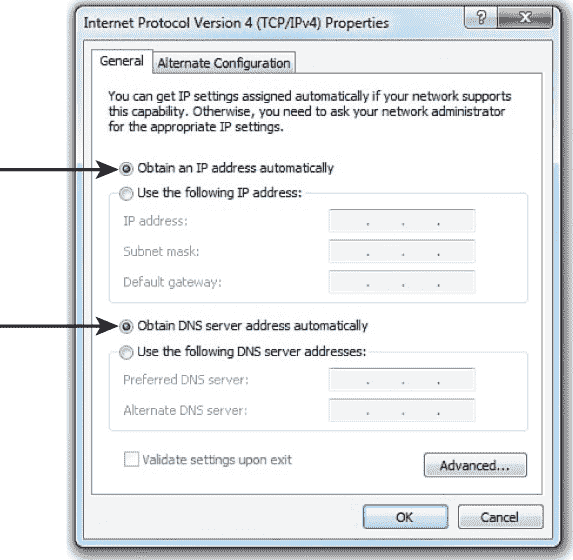 Internet Protocol Version 4 (TCP/IPv4) Properties
General
Alternate Configuration
You can get IP settings assigned automatically if your network supports
this capability. Otherwise, you need to ask your network administrator
for the appropriate IP settings.
Obtain an IP address automatically
Use the following IP address:
IP address:
Subnet mask:
Default gateway:
Obtain DNS server address automatically
Use the following DNS server addresses:
Preferred DNS server:
Alternate DNS server:
Validate settings upon exit
Advanced...
OK
Cancel